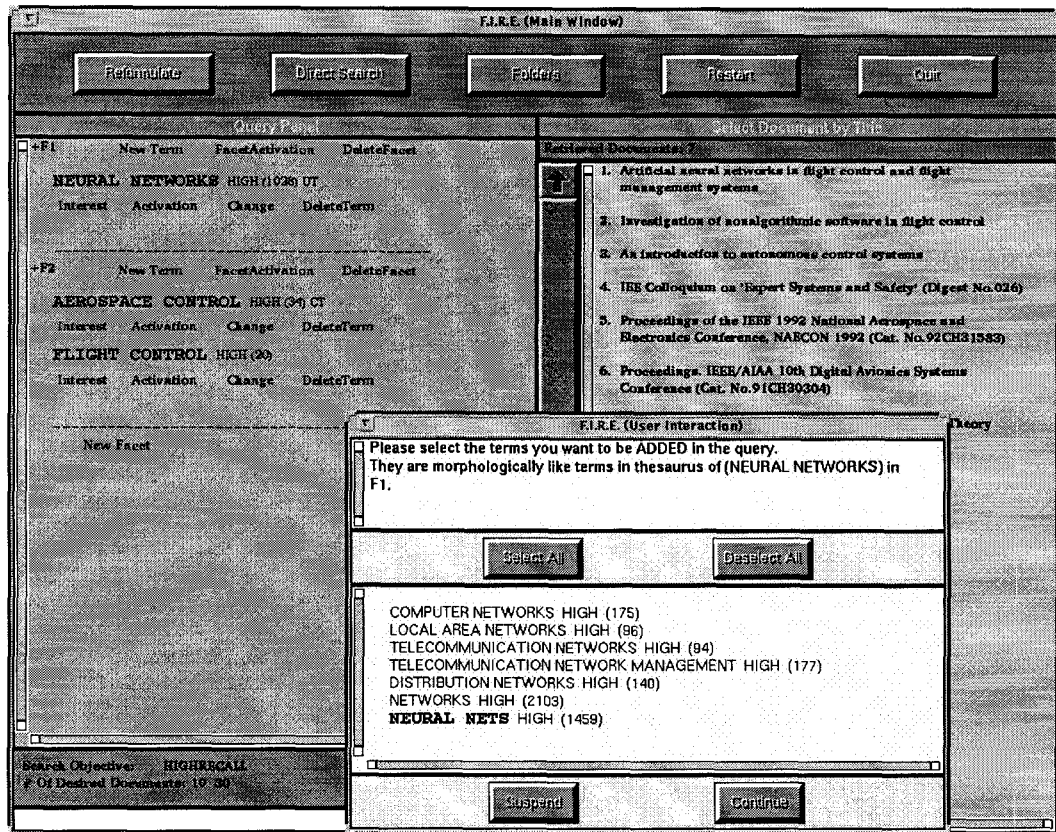 F.I.R.E. (Main Window)
Reformulate Direct Search Folders Restart Quit
Query Panel
+F1 New Term FacetActivation DeleteFacet
NEURAL NETWORKS HIGH (1028) UT
Interest Activation Change DeleteTerm
+F2 New Term FacetActivation DeleteFacet
AEROSPACE CONTROL HIGH (34) CT
Interest Activation Change DeleteTerm
FLIGHT CONTROL HIGH (20)
Interest Activation Change DeleteTerm
New Facet
Search Objective: HIGHRECALL
# Of Desired Documents: 10 30
Select Document by Title
Retrieved Documents: 7
1. Artificial neural networks in flight control and flight
management systems
2. Investigation of nonalgorithmic software in flight control
3. An introduction to autonomous control systems
4. IEE Colloquium on 'Expert Systems and Safety' (Digest No.026)
5. Proceedings of the IEEE 1992 National Aerospace and
Electronics Conference, NAECON 1992 (Cat. No.92CH31583)
6. Proceedings. IEEE/AIAA 10th Digital Avionics Systems
Conference (Cat. No.91CH30304)
Theory
F.I.R.E. (User Interaction)
Please select the terms you want to be ADDED in the query.
They are morphologically like terms in thesaurus of (NEURAL NETWORKS) in
F1.
Select All Deselect All
COMPUTER NETWORKS HIGH (175)
LOCAL AREA NETWORKS HIGH (96)
TELECOMMUNICATION NETWORKS HIGH (94)
TELECOMMUNICATION NETWORK MANAGEMENT HIGH (177)
DISTRIBUTION NETWORKS HIGH (140)
NETWORKS HIGH (2103)
NEURAL NETS HIGH (1459)
Suspend Continue